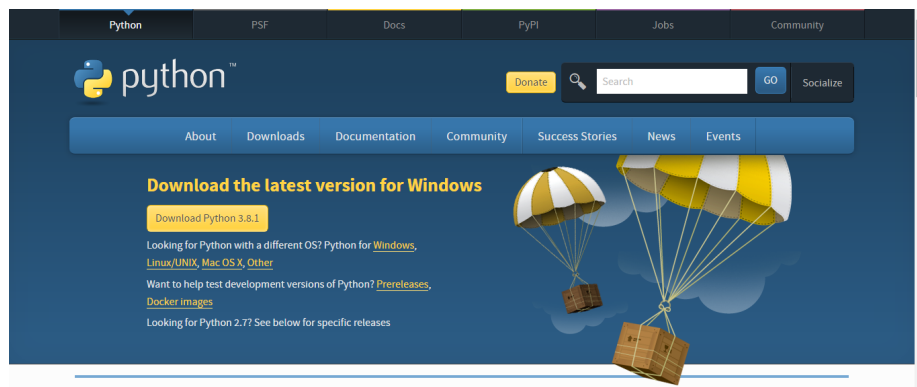 Python PSF Docs PyPI Jobs Community
python™
Donate Search GO Socialize
About Downloads Documentation Community Success Stories News Events
Download the latest version for Windows
Download Python 3.8.1
Looking for Python with a different OS? Python for Windows,
Linux/UNIX, Mac OS X, Other
Want to help test development versions of Python? Prereleases,
Docker images
Looking for Python 2.7? See below for specific releases